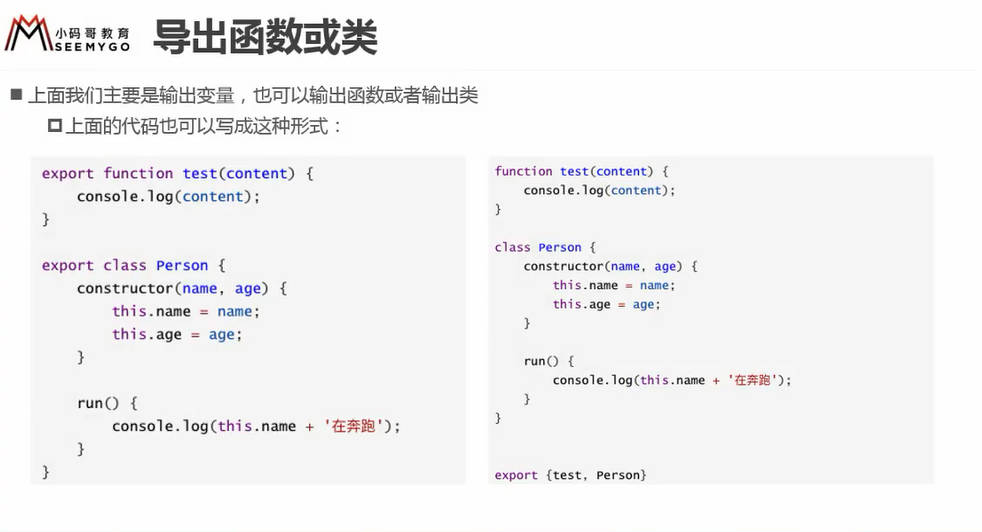 小码哥教育
SEEMYGO
导出函数或类
上面我们主要是输出变量，也可以输出函数或者输出类
上面的代码也可以写成这种形式：
export function test(content) {
    console.log(content);
}
export class Person {
    constructor(name, age) {
        this.name = name;
        this.age = age;
    }
    run() {
        console.log(this.name + '在奔跑');
    }
}
function test(content) {
    console.log(content);
}
class Person {
    constructor(name, age) {
        this.name = name;
        this.age = age;
    }
    run() {
        console.log(this.name + '在奔跑');
    }
}
export {test, Person}